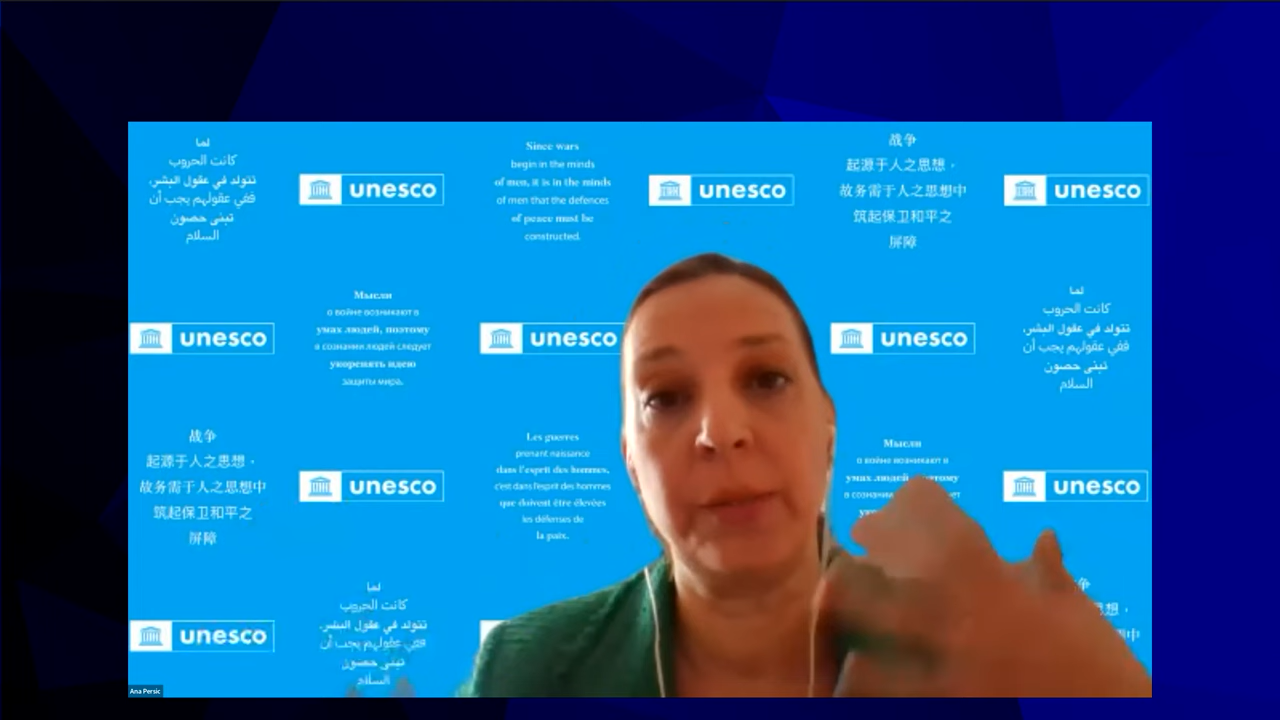 لما
كانت الحروب
تتولد في عقول البشر،
ففي عقولهم يجب أن
تبنى حصون
السلام
unesco
Since wars
begin in the minds
of men, it is in the minds
of men that the defences
of peace must be
constructed.
unesco
战争
起源于人之思想，
故务需于人之思想中
筑起保卫和平之
屏障
unesco
unesco
Мысли
о войне возникают в
умах людей, поэтому
в сознании людей следует
укоренять идею
защиты мира.
unesco
unesco
لما
كانت الحروب
تتولد في عقول البشر،
ففي عقولهم يجب أن
تبنى حصون
السلام
战争
起源于人之思想，
故务需于人之思想中
筑起保卫和平之
屏障
unesco
Les guerres
prenant naissance
dans l'esprit des hommes,
c'est dans l'esprit des hommes
que doivent être élevées
les défenses de
la paix.
Мысли
о войне возникают в
умах людей
в сознании
unesco
unesco
لما
كانت الحروب
تتولد في عقول البشر،
ففي عقولهم يجب أن
تبنى حصون
السلام
思想，
中
Ana Persic